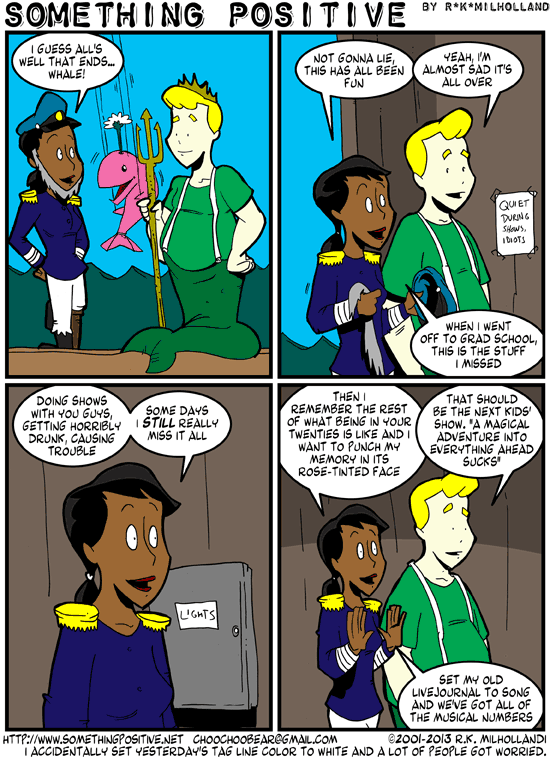 SOMETHING POSITIVE
BY R*K*MILHOLLAND
I GUESS ALL'S
WELL THAT ENDS...
WHALE!
NOT GONNA LIE,
THIS HAS ALL BEEN
FUN
YEAH, I'M
ALMOST SAD IT'S
ALL OVER
QUIET
DURING
SHOWS,
IDIOTS
WHEN I WENT
OFF TO GRAD SCHOOL,
THIS IS THE STUFF
I MISSED
DOING SHOWS
WITH YOU GUYS,
GETTING HORRIBLY
DRUNK, CAUSING
TROUBLE
SOME DAYS
I STILL REALLY
MISS IT ALL
LIGHTS
THEN I
REMEMBER THE REST
OF WHAT BEING IN YOUR
TWENTIES IS LIKE AND I
WANT TO PUNCH MY
MEMORY IN ITS
ROSE-TINTED FACE
THAT SHOULD
BE THE NEXT KIDS'
SHOW. "A MAGICAL
ADVENTURE INTO
EVERYTHING AHEAD
SUCKS"
SET MY OLD
LIVEJOURNAL TO SONG
AND WE'VE GOT ALL OF
THE MUSICAL NUMBERS
HTTP://WWW.SOMETHINGPOSITIVE.NET CHOOCHOOBEAR@GMAIL.COM ©2001-2013 R.K. MILHOLLAND!
I ACCIDENTALLY SET YESTERDAY'S TAG LINE COLOR TO WHITE AND A LOT OF PEOPLE GOT WORRIED.